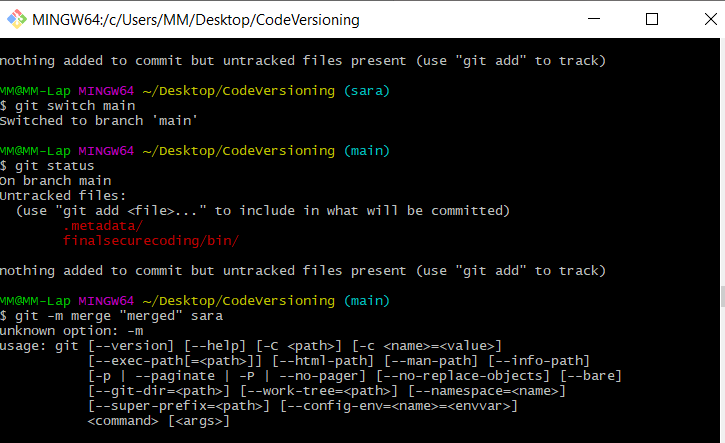 MINGW64:/c/Users/MM/Desktop/CodeVersioning
nothing added to commit but untracked files present (use "git add" to track)
MM@MM-Lap MINGW64 ~/Desktop/CodeVersioning (sara)
$ git switch main
Switched to branch 'main'
MM@MM-Lap MINGW64 ~/Desktop/CodeVersioning (main)
$ git status
On branch main
Untracked files:
  (use "git add <file>..." to include in what will be committed)
        .metadata/
        finalsecurecoding/bin/
nothing added to commit but untracked files present (use "git add" to track)
MM@MM-Lap MINGW64 ~/Desktop/CodeVersioning (main)
$ git -m merge "merged" sara
unknown option: -m
usage: git [--version] [--help] [-C <path>] [-c <name>=<value>]
           [--exec-path[=<path>]] [--html-path] [--man-path] [--info-path]
           [-p | --paginate | -P | --no-pager] [--no-replace-objects] [--bare]
           [--git-dir=<path>] [--work-tree=<path>] [--namespace=<name>]
           [--super-prefix=<path>] [--config-env=<name>=<envvar>]
           <command> [<args>]